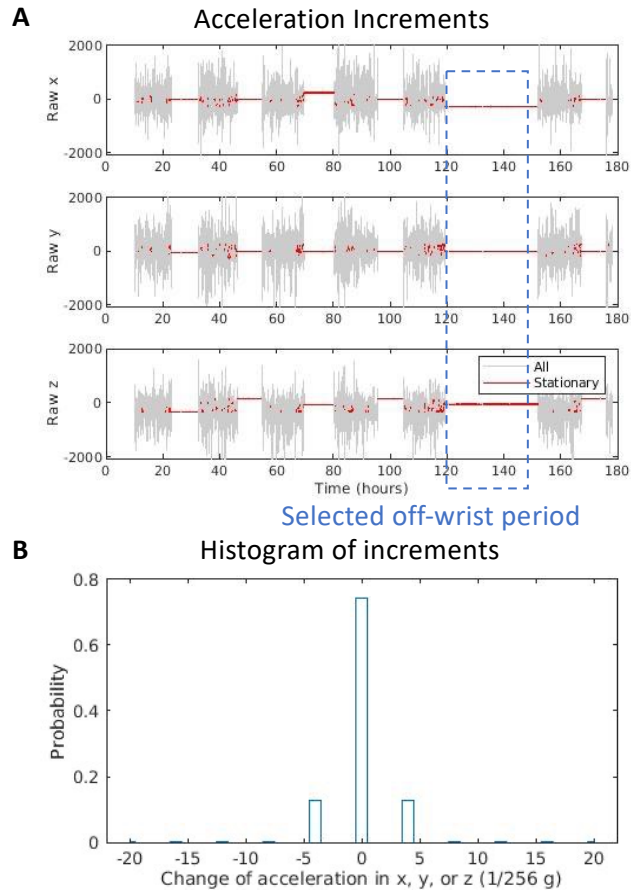 A
Acceleration Increments
2000
0
-2000
Raw x
0 20 40 60 80 100 120 140 160 180
2000
0
-2000
Raw y
0 20 40 60 80 100 120 140 160 180
2000
0
-2000
Raw z
All
Stationary
0 20 40 60 80 100 120 140 160 180
Time (hours)
Selected off-wrist period
B
Histogram of increments
0.8
0.6
0.4
0.2
0
Probability
-20 -15 -10 -5 0 5 10 15 20
Change of acceleration in x, y, or z (1/256 g)